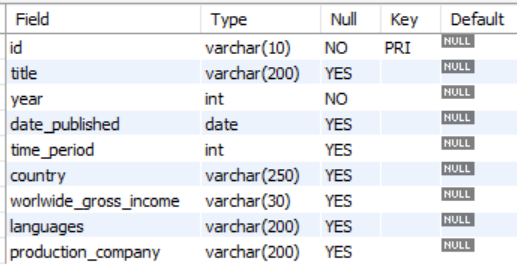 Field Type Null Key Default
id varchar(10) NO PRI NULL
title varchar(200) YES NULL
year int NO NULL
date_published date YES NULL
time_period int YES NULL
country varchar(250) YES NULL
worlwide_gross_income varchar(30) YES NULL
languages varchar(200) YES NULL
production_company varchar(200) YES NULL